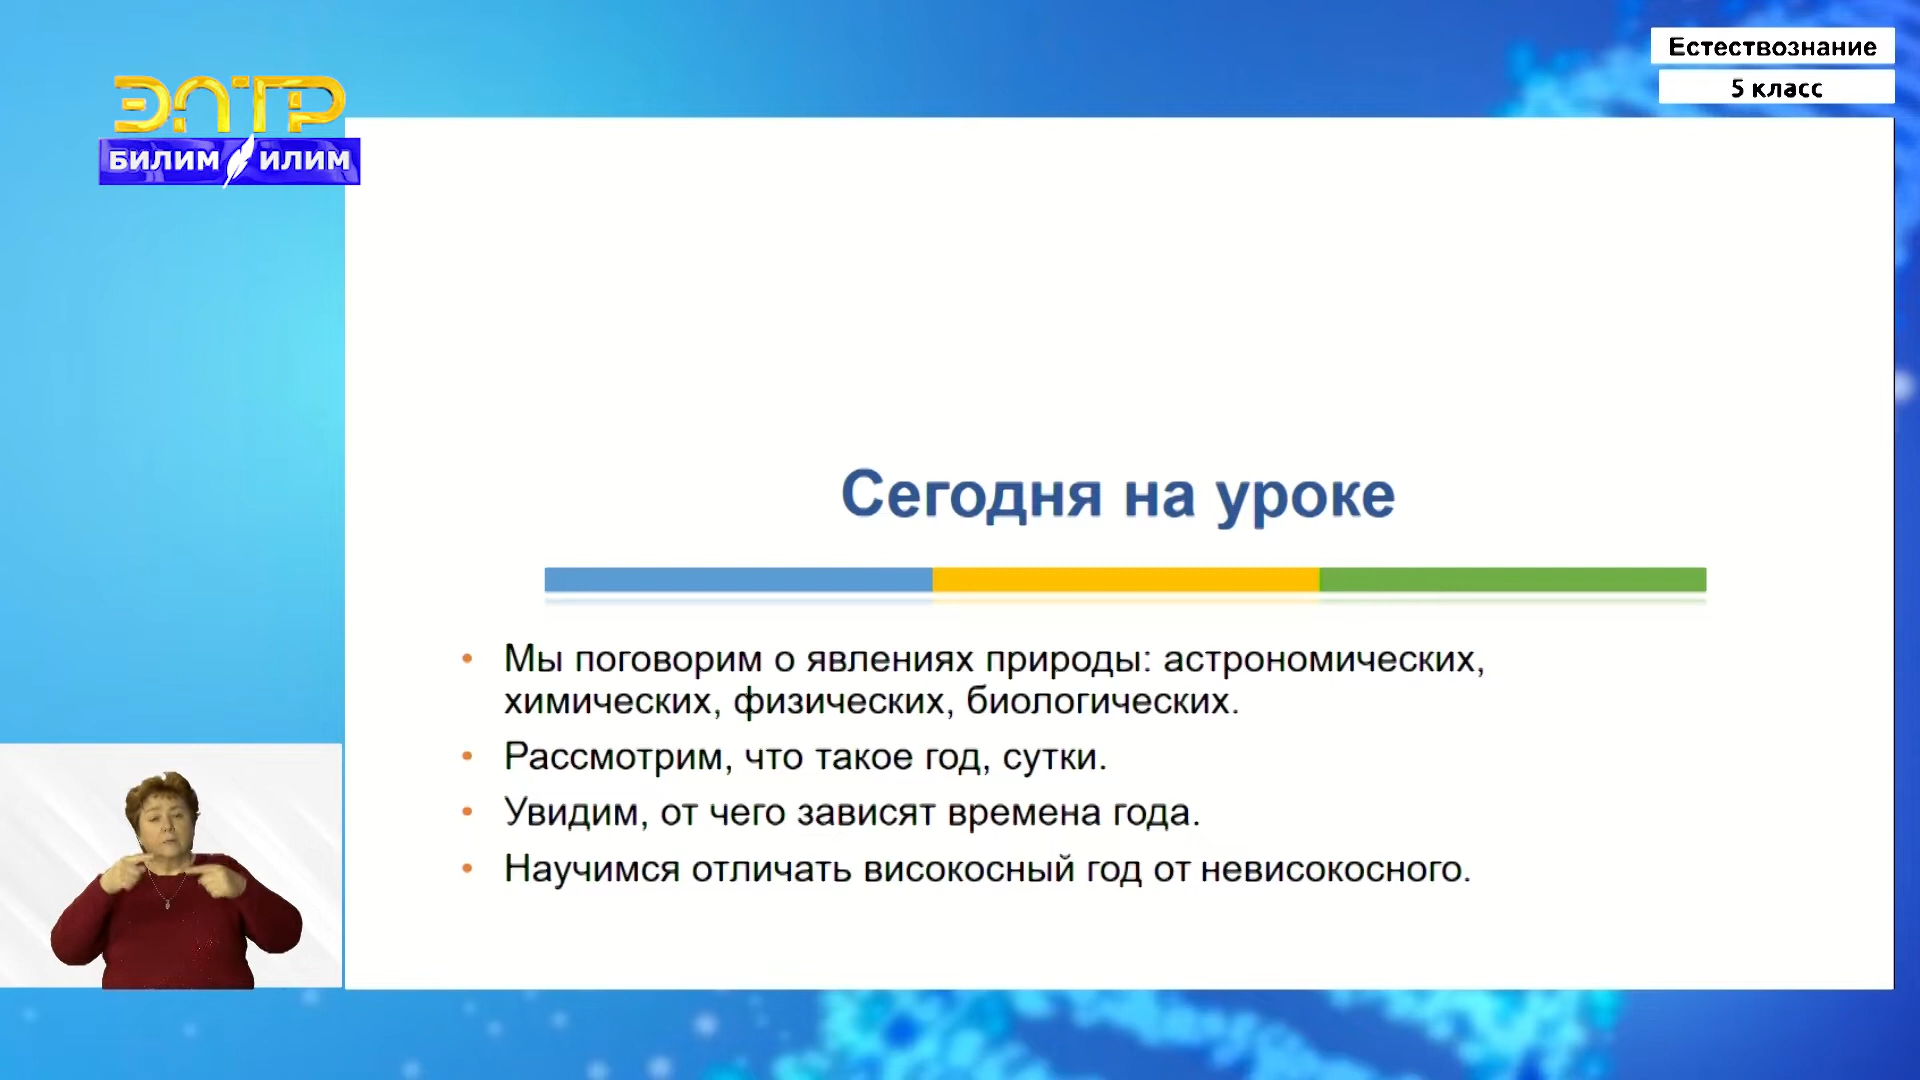 Естествознание
5 класс
ЭЛТР
БИЛИМ ИЛИМ
Сегодня на уроке
• Мы поговорим о явлениях природы: астрономических,
химических, физических, биологических.
• Рассмотрим, что такое год, сутки.
• Увидим, от чего зависят времена года.
• Научимся отличать високосный год от невисокосного.